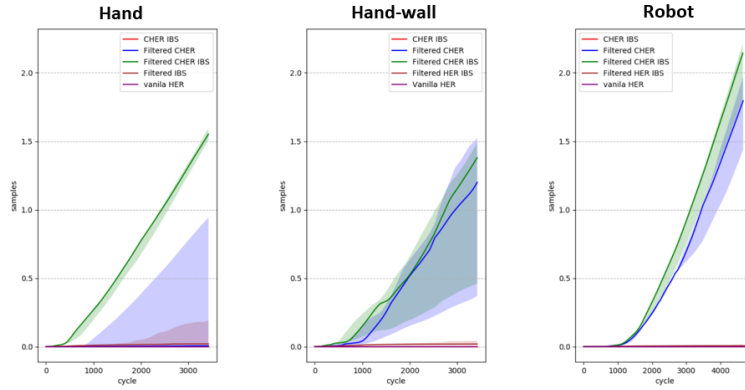 Hand
CHER IBS
Filtered CHER
Filtered CHER IBS
Filtered IBS
vanila HER
2.0
1.5
1.0
0.5
0.0
samples
0
1000
2000
3000
cycle
Hand-wall
CHER IBS
Filtered CHER
Filtered CHER IBS
Filtered HER IBS
Vanilla HER
2.0
1.5
1.0
0.5
0.0
samples
0
1000
2000
3000
cycle
Robot
CHER IBS
Filtered CHER
Filtered CHER IBS
Filtered HER IBS
vanila HER
2.0
1.5
1.0
0.5
0.0
samples
0
1000
2000
3000
4000
cycle